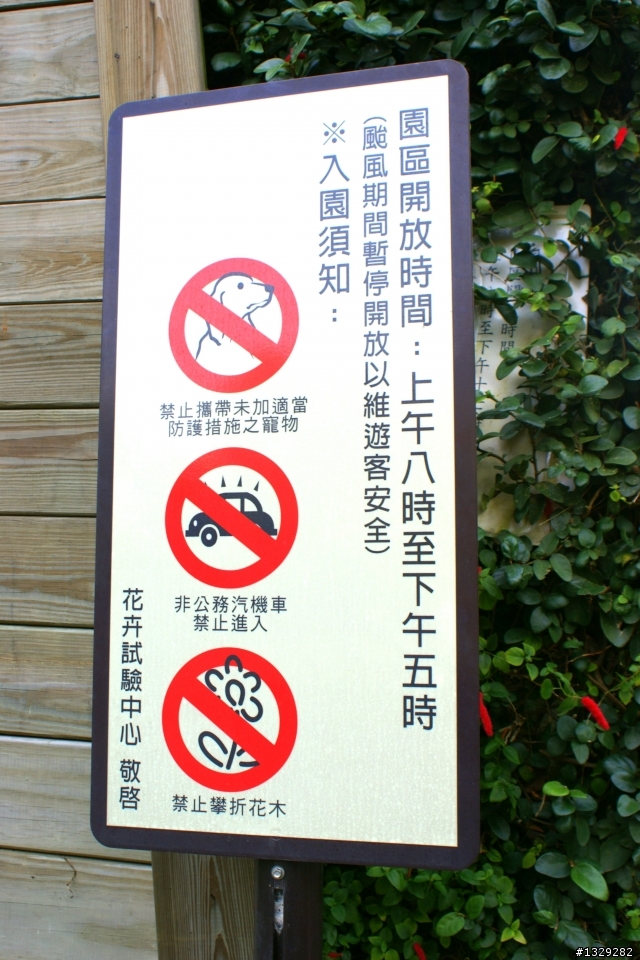 園區開放時間：上午八時至下午五時
（颱風期間暫停開放以維遊客安全）
※入園須知：
禁止攜帶未加適當
防護措施之寵物
非公務汽機車
禁止進入
禁止攀折花木
花卉試驗中心 敬啓
#1329282